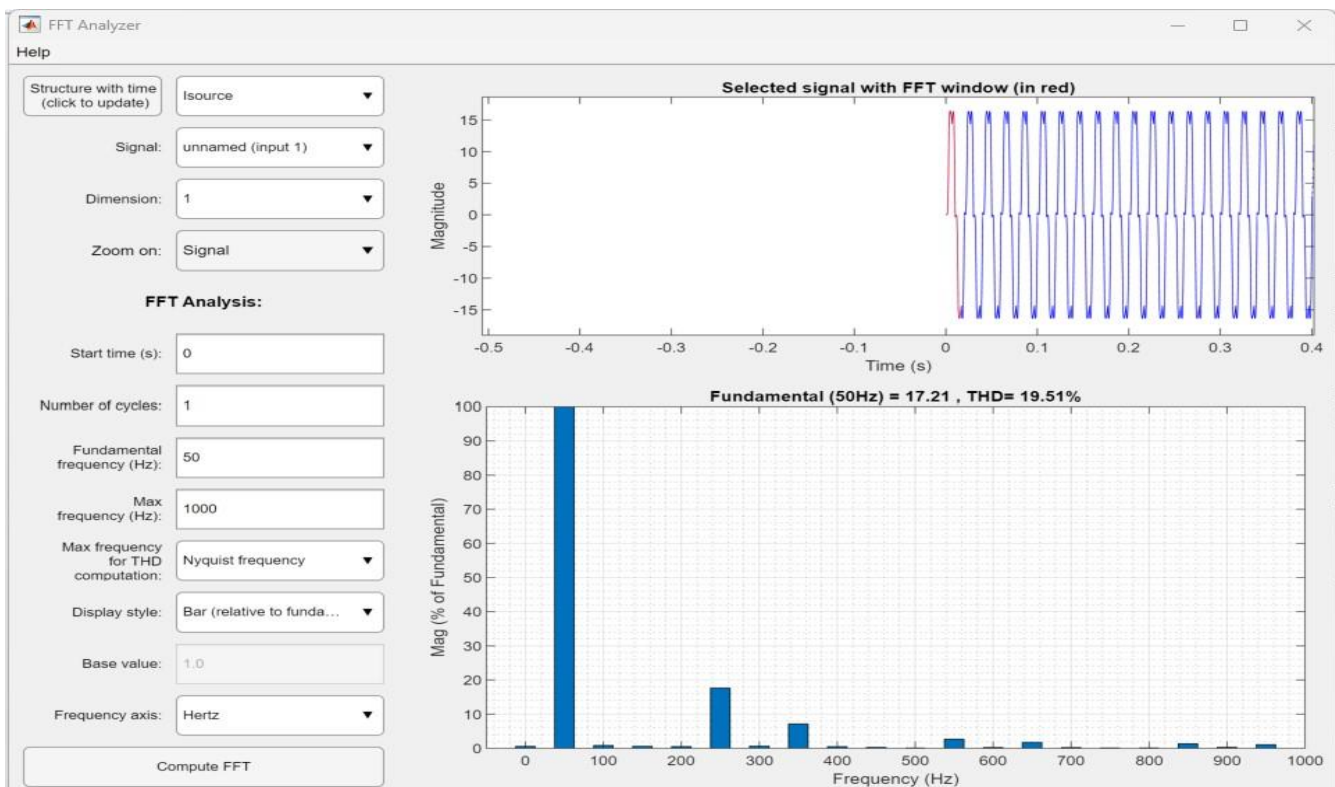 FFT Analyzer
Help
Structure with time
(click to update)
Isource
Signal:
unnamed (input 1)
Dimension:
1
Zoom on:
Signal
FFT Analysis:
Start time (s):
0
Number of cycles:
1
Fundamental
frequency (Hz):
50
Max
frequency (Hz):
1000
Max frequency
for THD
computation:
Nyquist frequency
Display style:
Bar (relative to funda...
Base value:
1.0
Frequency axis:
Hertz
Compute FFT
Selected signal with FFT window (in red)
Magnitude
15
10
5
0
-5
-10
-15
-0.5 -0.4 -0.3 -0.2 -0.1 0 0.1 0.2 0.3 0.4
Time (s)
Fundamental (50Hz) = 17.21 , THD= 19.51%
Mag (% of Fundamental)
100
90
80
70
60
50
40
30
20
10
0
0 100 200 300 400 500 600 700 800 900 1000
Frequency (Hz)